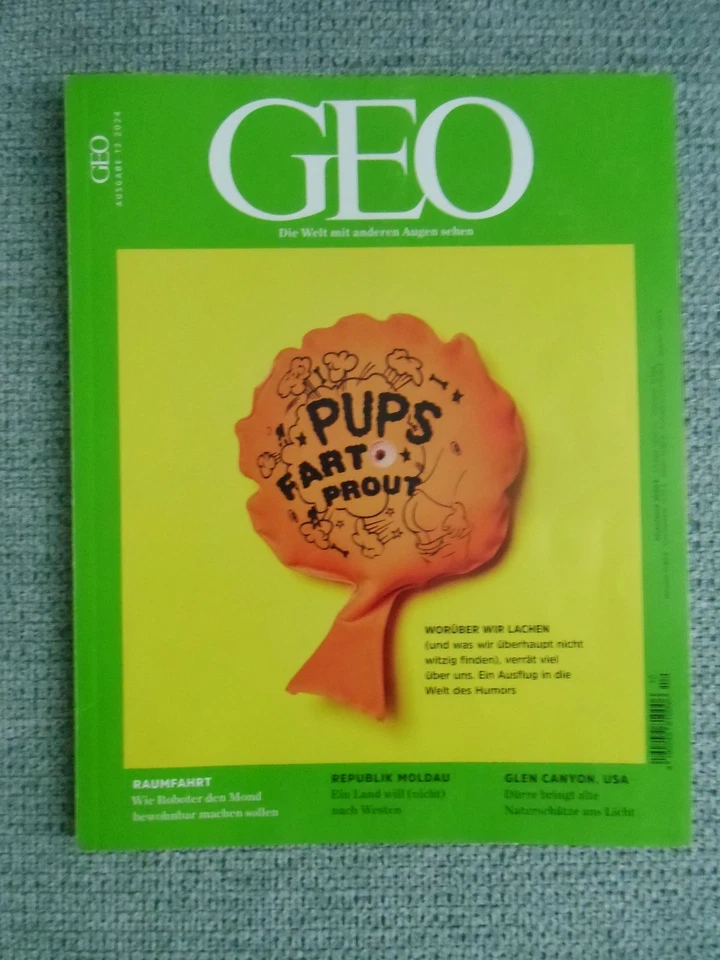 GEO
AUSGABE 12 2024
GEO
Die Welt mit anderen Augen sehen
PUPS
FART
PROUT
WORÜBER WIR LACHEN
(und was wir überhaupt nicht
witzig finden), verrät viel
über uns. Ein Ausflug in die
Welt des Humors
RAUMFAHRT
Wie Roboter den Mond
bewohnbar machen sollen
REPUBLIK MOLDAU
Ein Land will (nicht)
nach Westen
GLEN CANYON, USA
Dürre bringt alte
Naturschätze ans Licht